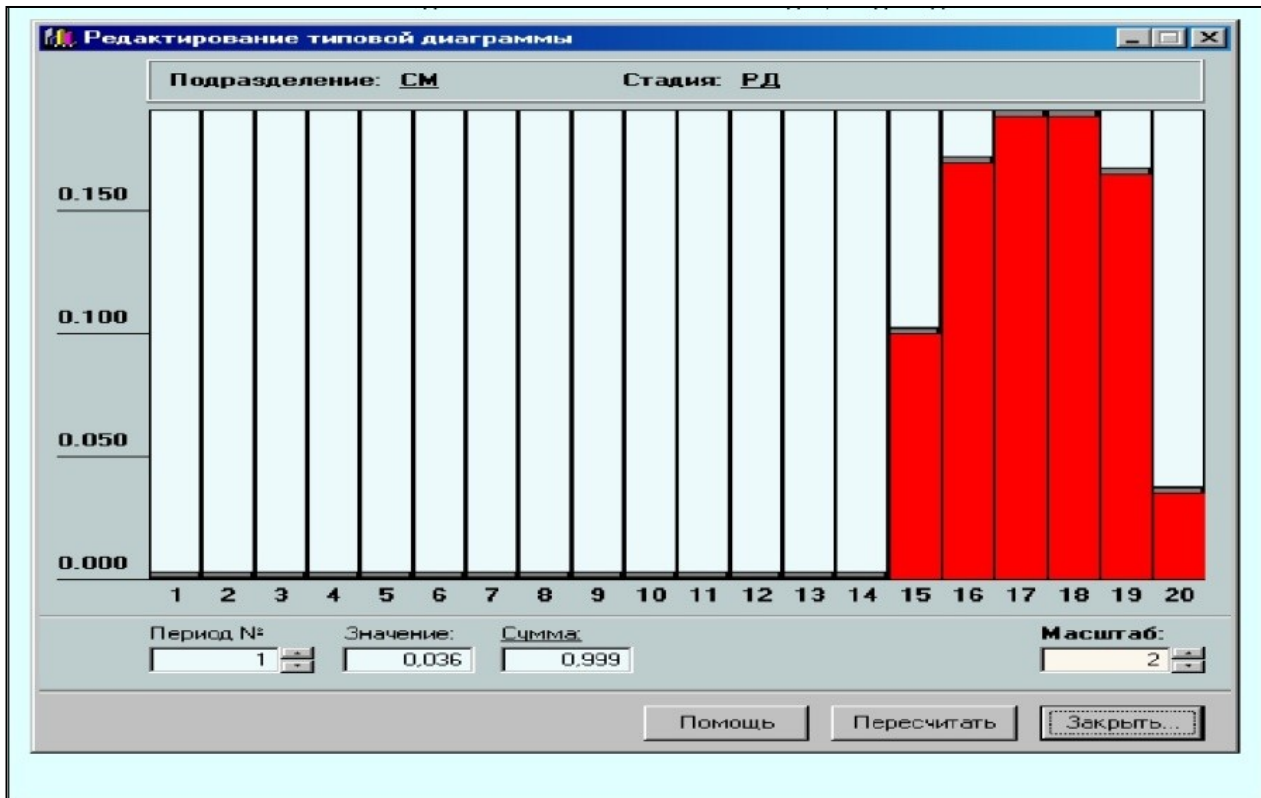 Редактирование типовой диаграммы
Подразделение: СМ Стадия: РД
0.150
0.100
0.050
0.000
1 2 3 4 5 6 7 8 9 10 11 12 13 14 15 16 17 18 19 20
Период № Значение: Сумма: Масштаб:
1 0,036 0,999 2
Помощь Пересчитать Закрыть...